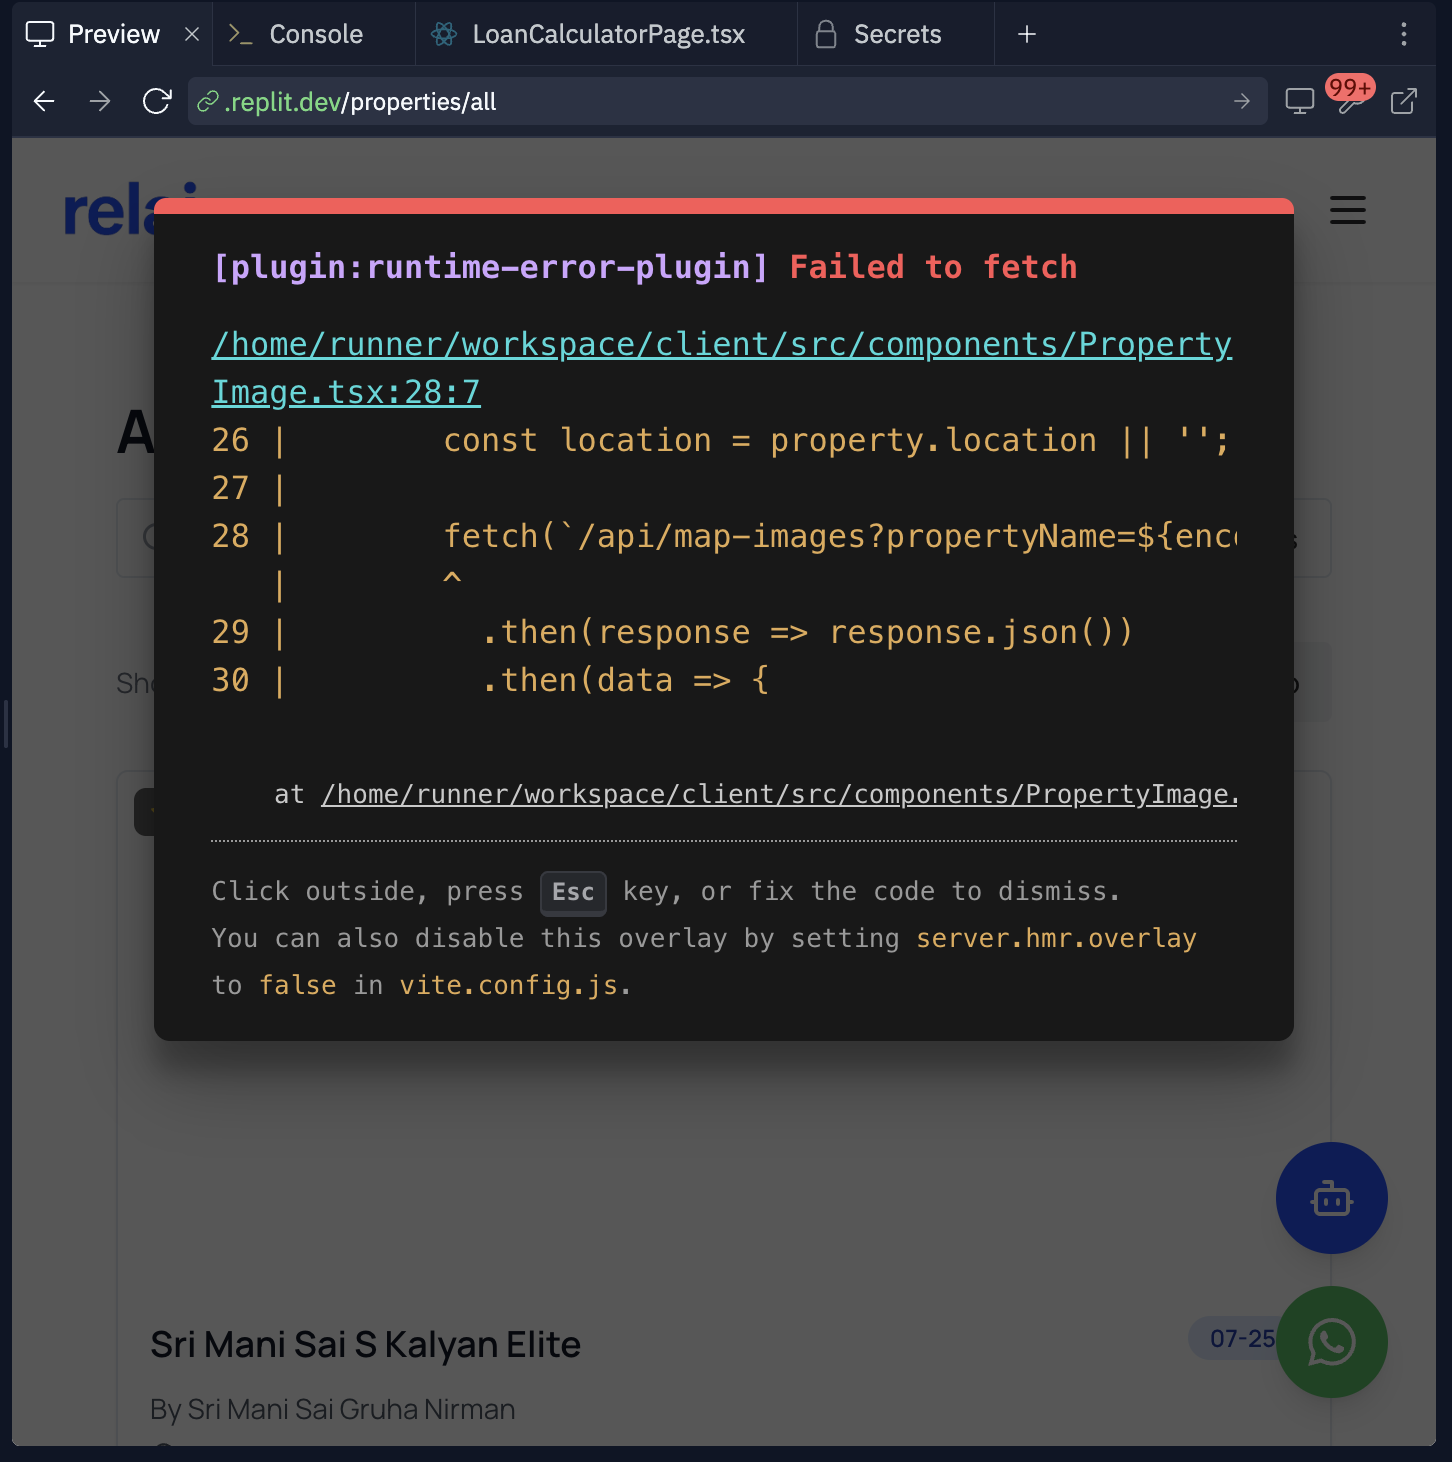 Preview
Console
LoanCalculatorPage.tsx
Secrets
.replit.dev/properties/all
99+
[plugin:runtime-error-plugin] Failed to fetch
/home/runner/workspace/client/src/components/Property
Image.tsx:28:7
26 | const location = property.location || '';
27 |
28 | fetch(`/api/map-images?propertyName=${enc
| ^
29 | .then(response => response.json())
30 | .then(data => {
at /home/runner/workspace/client/src/components/PropertyImage.
Click outside, press Esc key, or fix the code to dismiss.
You can also disable this overlay by setting server.hmr.overlay
to false in vite.config.js.
Sri Mani Sai S Kalyan Elite
07-25
By Sri Mani Sai Gruha Nirman